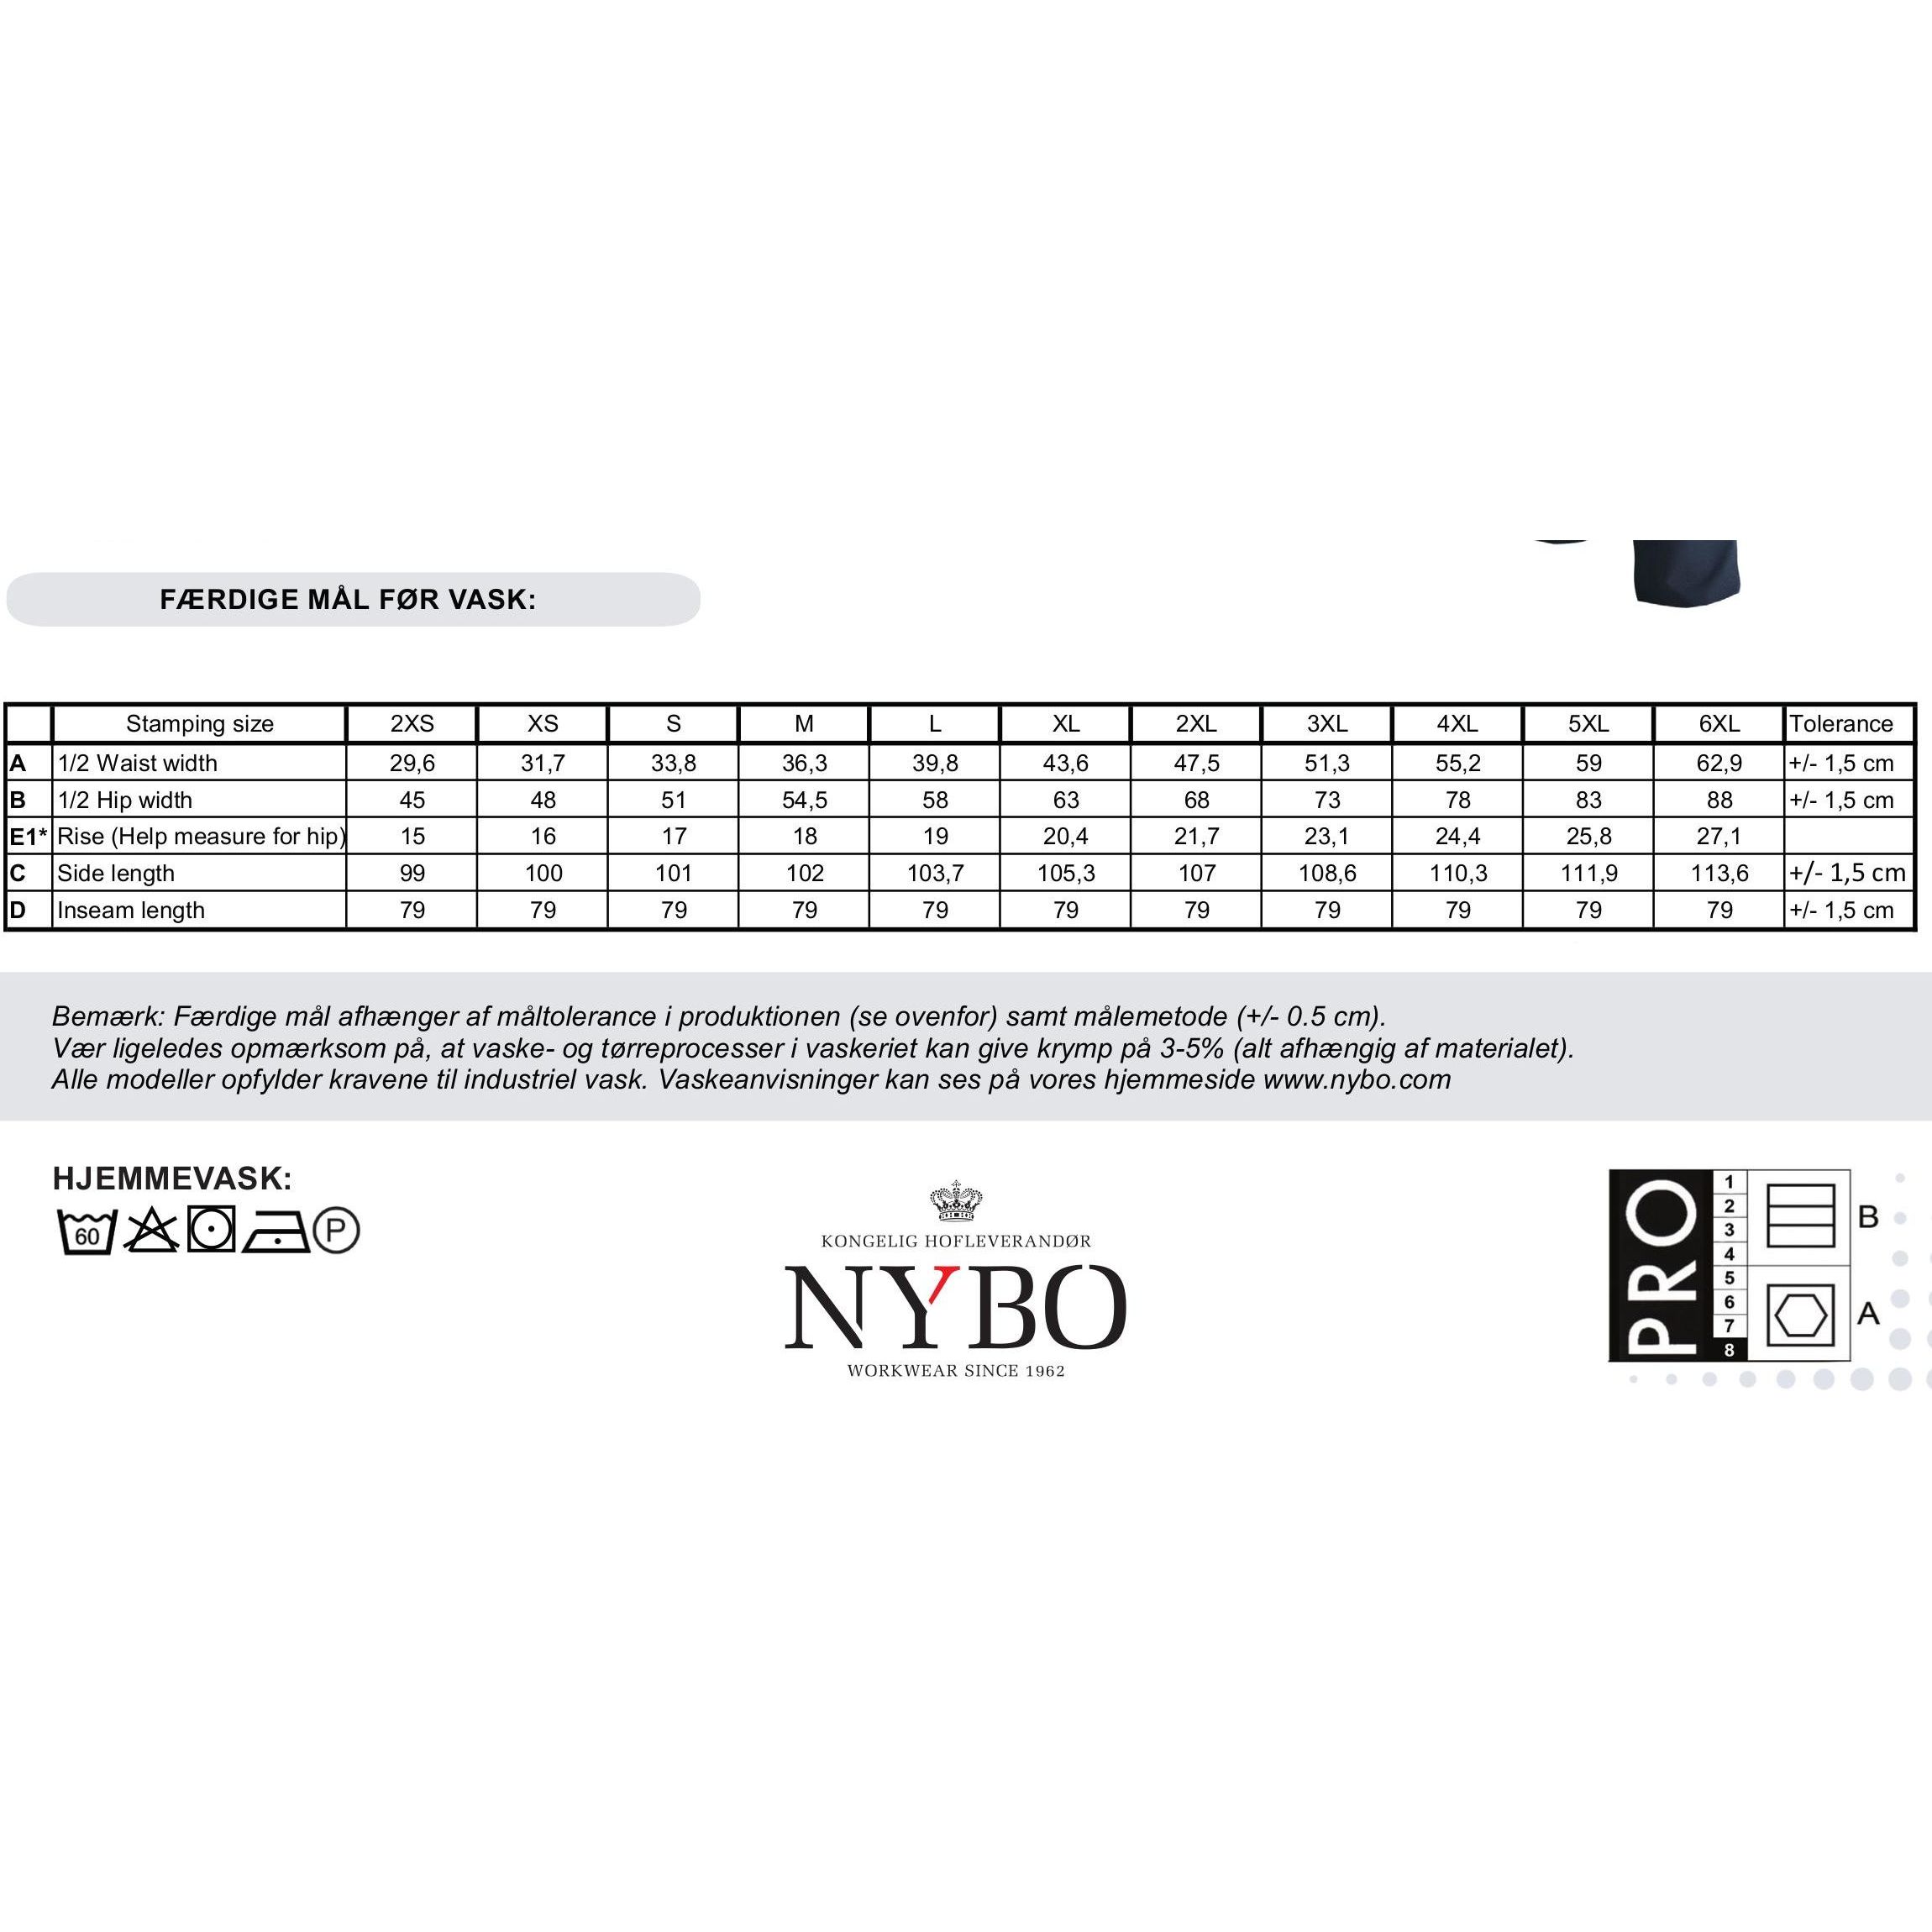 FÆRDIGE MÅL FØR VASK:
Stamping size 2XS XS S M L XL 2XL 3XL 4XL 5XL 6XL Tolerance
A 1/2 Waist width 29,6 31,7 33,8 36,3 39,8 43,6 47,5 51,3 55,2 59 62,9 +/- 1,5 cm
B 1/2 Hip width 45 48 51 54,5 58 63 68 73 78 83 88 +/- 1,5 cm
E1* Rise (Help measure for hip) 15 16 17 18 19 20,4 21,7 23,1 24,4 25,8 27,1
C Side length 99 100 101 102 103,7 105,3 107 108,6 110,3 111,9 113,6 +/- 1,5 cm
D Inseam length 79 79 79 79 79 79 79 79 79 79 79 +/- 1,5 cm
Bemærk: Færdige mål afhænger af måltolerance i produktionen (se ovenfor) samt målemetode (+/- 0.5 cm).
Vær ligeledes opmærksom på, at vaske- og tørreprocesser i vaskeriet kan give krymp på 3-5% (alt afhængig af materialet).
Alle modeller opfylder kravene til industriel vask. Vaskeanvisninger kan ses på vores hjemmeside www.nybo.com
HJEMMEVASK:
60 P
KONGELIG HOFLEVERANDØR
NYBO
WORKWEAR SINCE 1962
PRO
1
2
3
4
5
6
7
8
B
A